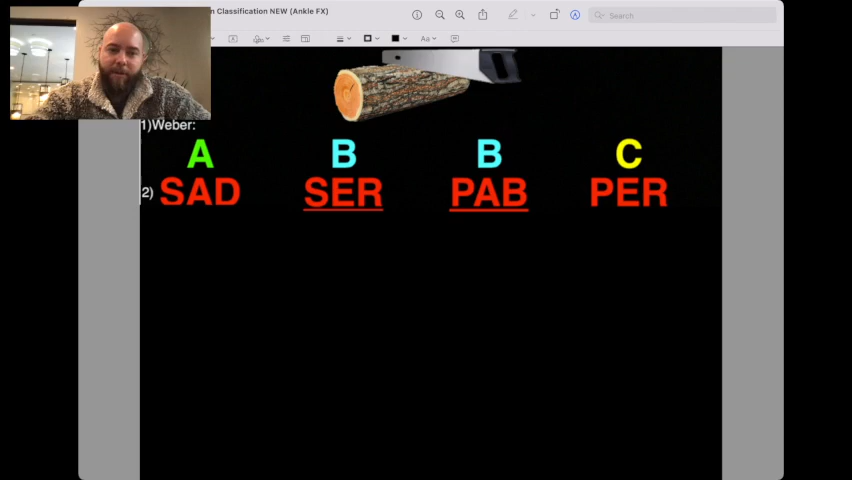 n Classification NEW (Ankle FX)
Search
Aa
1)Weber:
A B B C
2) SAD SER PAB PER